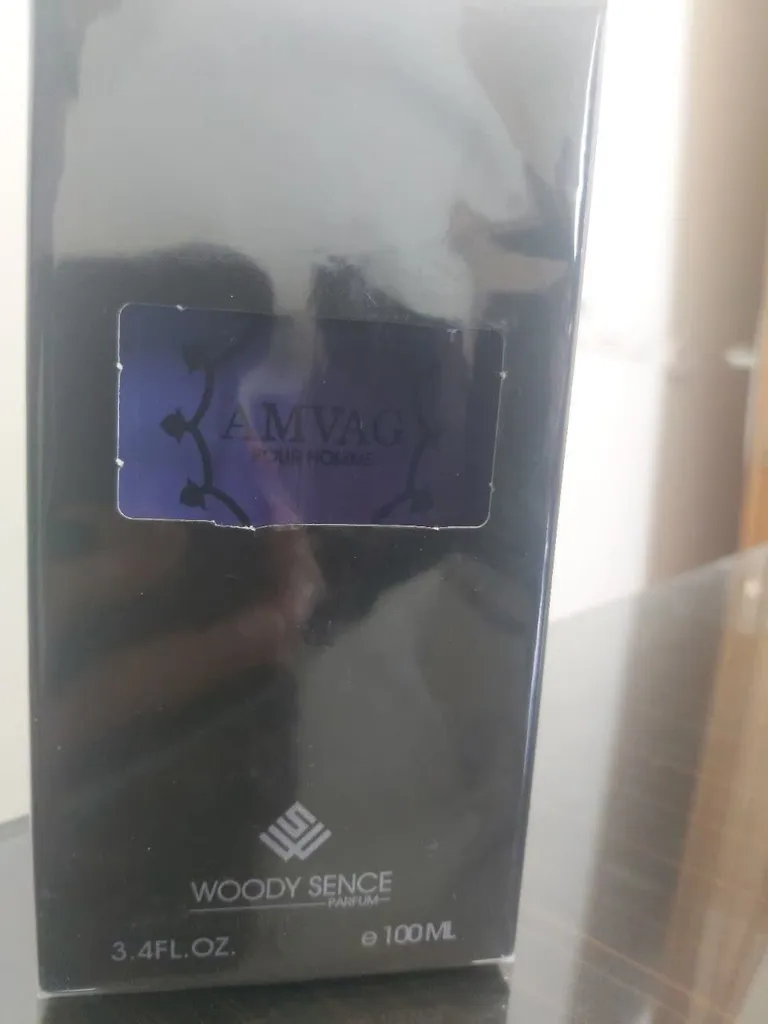 AMVAG
POUR HOMME
WOODY SENCE
PARFUM
3.4FL.OZ.
e 100ML